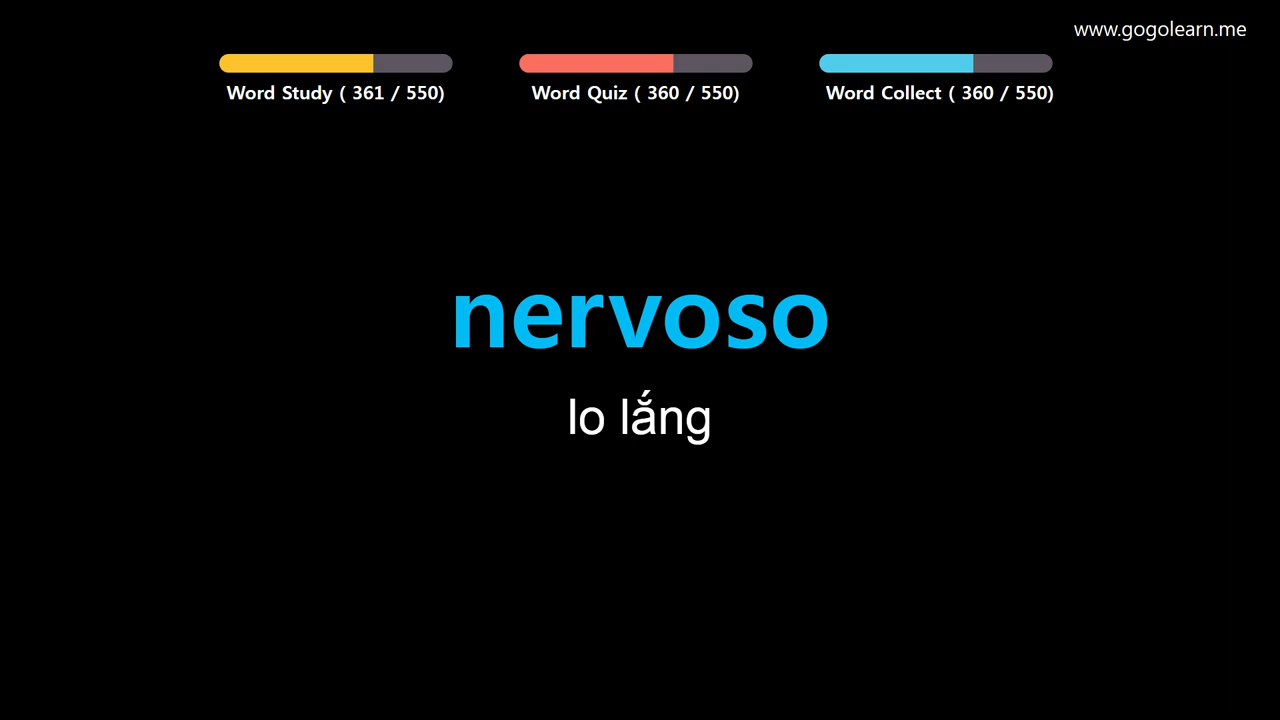 www.gogolearn.me
Word Study ( 361 / 550)
Word Quiz ( 360 / 550)
Word Collect ( 360 / 550)
nervoso
lo lắng